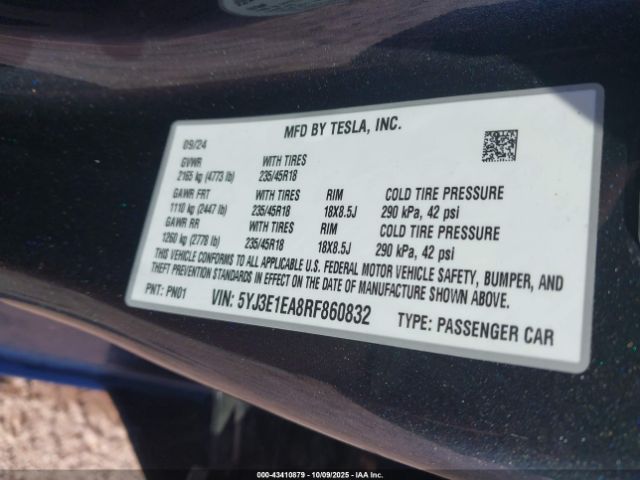 MFD BY TESLA, INC.
09/24
GVWR WITH TIRES
2165 kg (4773 lb) 235/45R18
GAWR FRT WITH TIRES RIM COLD TIRE PRESSURE
1110 kg (2447 lb) 235/45R18 18X8.5J 290 kPa, 42 psi
GAWR RR WITH TIRES RIM COLD TIRE PRESSURE
1260 kg (2778 lb) 235/45R18 18X8.5J 290 kPa, 42 psi
THIS VEHICLE CONFORMS TO ALL APPLICABLE U.S. FEDERAL MOTOR VEHICLE SAFETY, BUMPER, AND
THEFT PREVENTION STANDARDS IN EFFECT ON THE DATE OF MANUFACTURE SHOWN ABOVE.
PNT: PN01 VIN: 5YJ3E1EA8RF860832 TYPE: PASSENGER CAR
000-43410879 - 10/09/2025 - IAA, Inc.